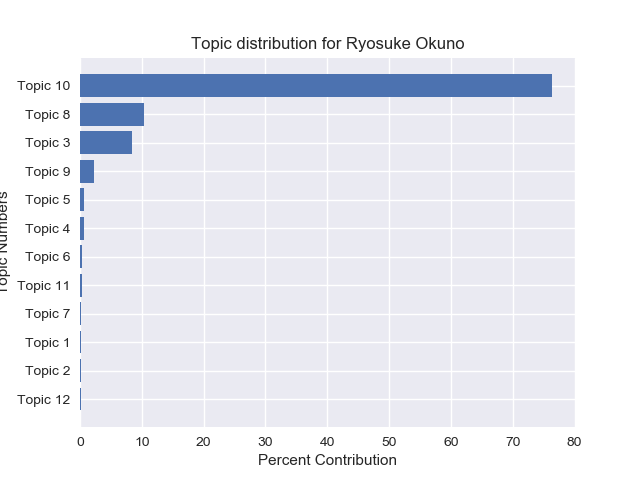 Topic distribution for Ryosuke Okuno
Topic 10
Topic 8
Topic 3
Topic 9
Topic 5
Topic 4
Topic 6
Topic 11
Topic 7
Topic 1
Topic 2
Topic 12
Topic Numbers
0 10 20 30 40 50 60 70 80
Percent Contribution